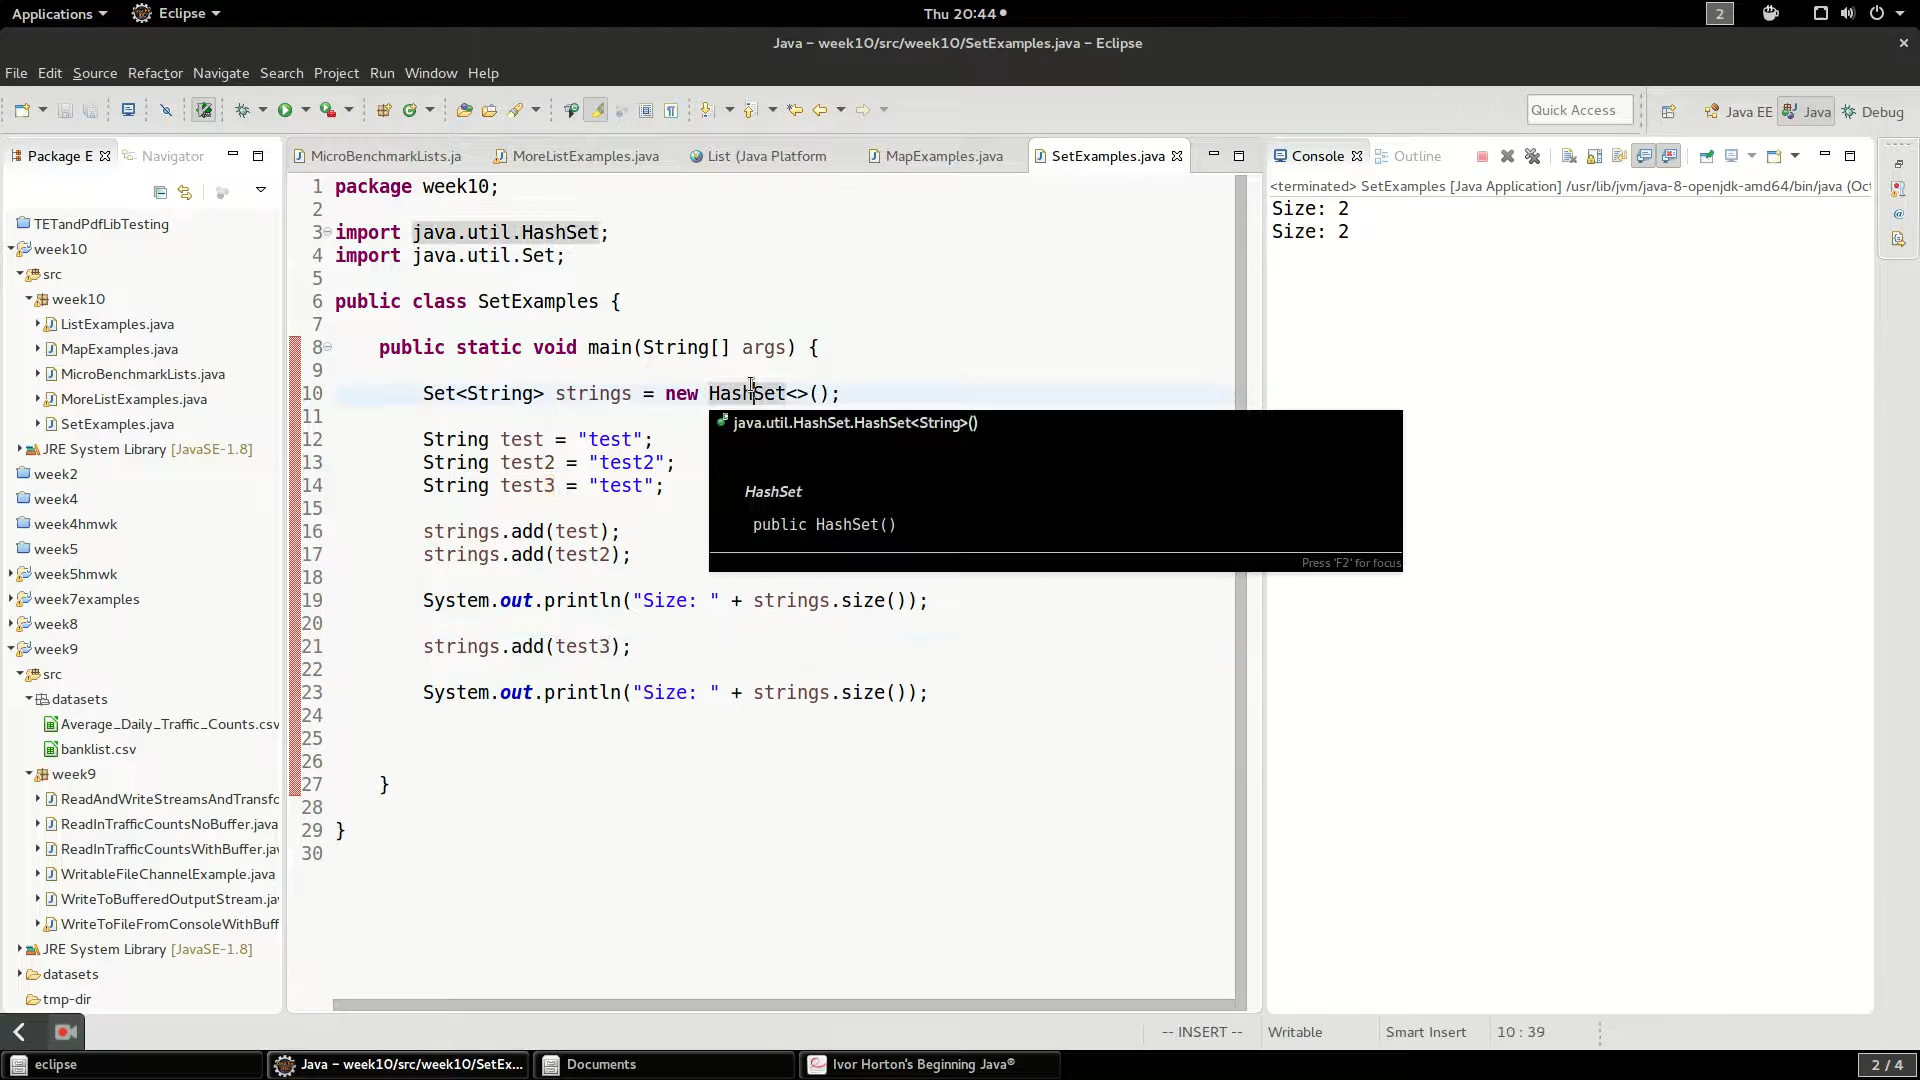 Applications
Eclipse
Thu 20:44
2
Java – week10/src/week10/SetExamples.java – Eclipse
File Edit Source Refactor Navigate Search Project Run Window Help
Quick Access
Java EE
Java
Debug
Package E
Navigator
MicroBenchmarkLists.ja
MoreListExamples.java
List (Java Platform
MapExamples.java
SetExamples.java
Console
Outline
TETandPdfLibTesting
week10
src
week10
ListExamples.java
MapExamples.java
MicroBenchmarkLists.java
MoreListExamples.java
SetExamples.java
JRE System Library [JavaSE-1.8]
week2
week4
week4hmwk
week5
week5hmwk
week7examples
week8
week9
src
datasets
Average_Daily_Traffic_Counts.csv
banklist.csv
week9
ReadAndWriteStreamsAndTransfo
ReadInTrafficCountsNoBuffer.java
ReadInTrafficCountsWithBuffer.jav
WritableFileChannelExample.java
WriteToBufferedOutputStream.jav
WriteToFileFromConsoleWithBuff
JRE System Library [JavaSE-1.8]
datasets
tmp-dir
1 package week10;
2
3 import java.util.HashSet;
4 import java.util.Set;
5
6 public class SetExamples {
7
8 public static void main(String[] args) {
9
10 Set<String> strings = new HashSet<>();
11
12 String test = "test";
13 String test2 = "test2";
14 String test3 = "test";
15
16 strings.add(test);
17 strings.add(test2);
18
19 System.out.println("Size: " + strings.size());
20
21 strings.add(test3);
22
23 System.out.println("Size: " + strings.size());
24
25
26
27 }
28
29 }
30
java.util.HashSet.HashSet<String>()
HashSet
public HashSet()
Press 'F2' for focus
<terminated> SetExamples [Java Application] /usr/lib/jvm/java-8-openjdk-amd64/bin/java (Oct
Size: 2
Size: 2
-- INSERT --
Writable
Smart Insert
10 : 39
eclipse
Java – week10/src/week10/SetEx...
Documents
Ivor Horton's Beginning Java®
2 / 4